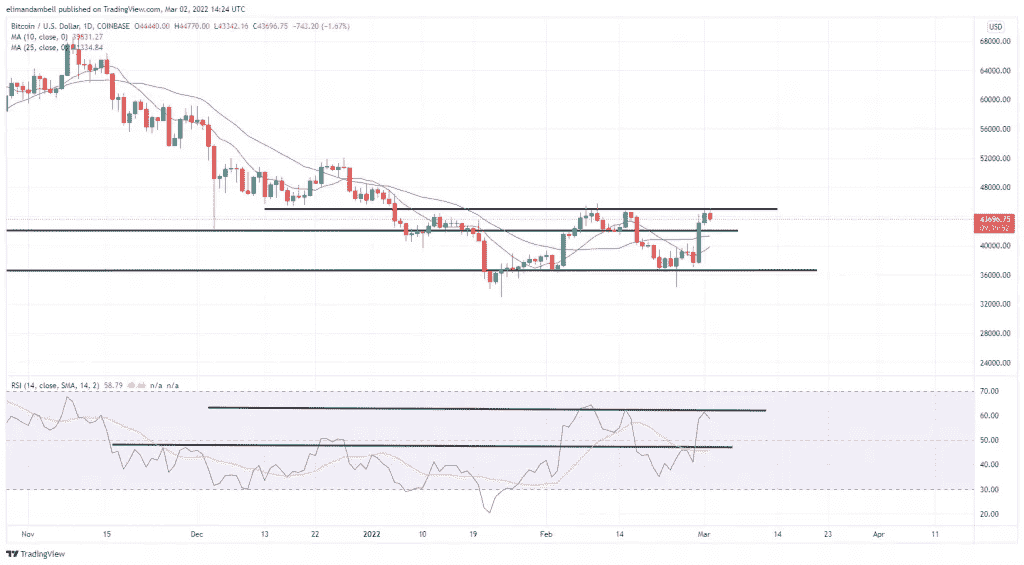 elimandambell published on TradingView.com, Mar 02, 2022 14:24 UTC
Bitcoin / U.S. Dollar, 1D, COINBASE O44440.00 H44770.00 L43342.16 C43696.75 -743.20 (-1.67%)
MA (10, close, 0)
MA (25, close, 0)
USD
68000.00
64000.00
60000.00
56000.00
52000.00
48000.00
43696.75
40000.00
36000.00
32000.00
28000.00
24000.00
RSI (14, close, SMA, 14, 2) 58.79 n/a n/a
70.00
60.00
50.00
40.00
30.00
20.00
Nov 15 Dec 13 22 2022 10 19 Feb 14 Mar 14 23 Apr 11
TradingView